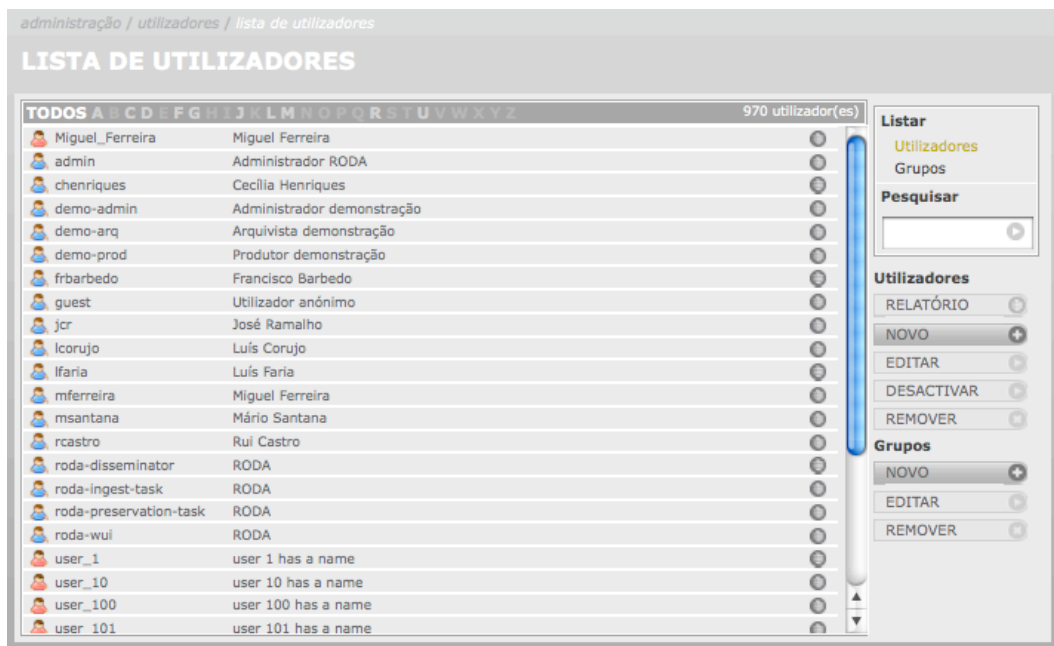 administração / utilizadores / lista de utilizadores
LISTA DE UTILIZADORES
TODOS A B C D E F G H I J K L M N O P Q R S T U V W X Y Z 970 utilizador(es)
Miguel_Ferreira Miguel Ferreira
admin Administrador RODA
chenriques Cecília Henriques
demo-admin Administrador demonstração
demo-arq Arquivista demonstração
demo-prod Produtor demonstração
frbarbedo Francisco Barbedo
guest Utilizador anónimo
jcr José Ramalho
lcorujo Luís Corujo
lfaria Luís Faria
mferreira Miguel Ferreira
msantana Mário Santana
rcastro Rui Castro
roda-disseminator RODA
roda-ingest-task RODA
roda-preservation-task RODA
roda-wui RODA
user_1 user 1 has a name
user_10 user 10 has a name
user_100 user 100 has a name
user_101 user 101 has a name
Listar
Utilizadores
Grupos
Pesquisar
Utilizadores
RELATÓRIO
NOVO
EDITAR
DESACTIVAR
REMOVER
Grupos
NOVO
EDITAR
REMOVER